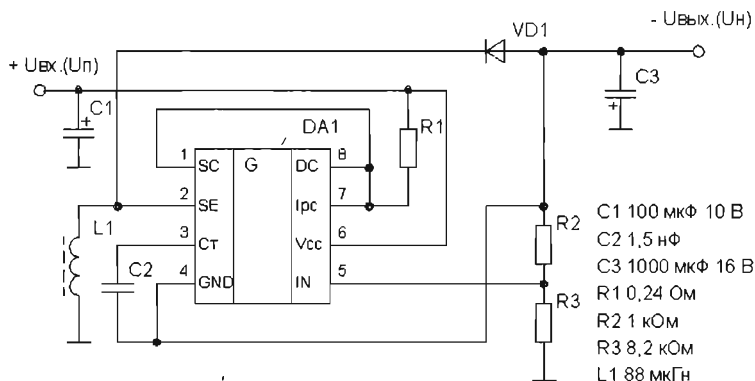 - Uвых.(Uн)
VD1
+ Uвх.(Uп)
C1
+
C3
+
DA1
R1
1 SC G DC 8
2 SE Ipc 7
3 Cт Vcc 6
4 GND IN 5
L1
C2
R2
R3
C1 100 мкФ 10 В
C2 1,5 нФ
C3 1000 мкФ 16 В
R1 0,24 Ом
R2 1 кОм
R3 8,2 кОм
L1 88 мкГн